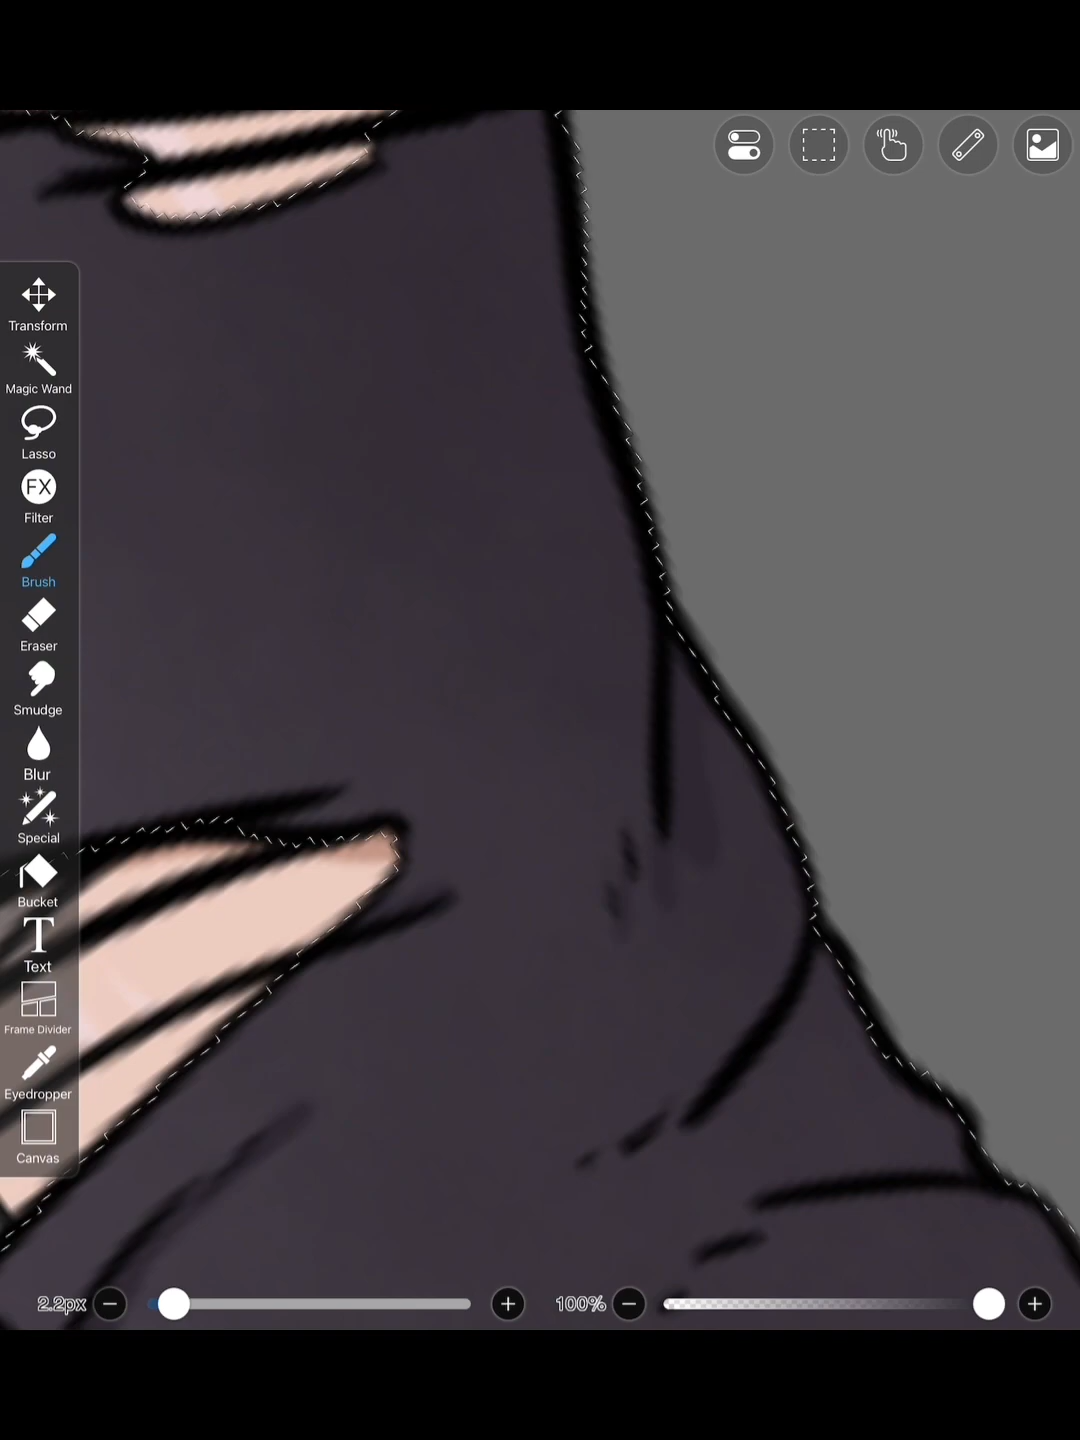 Transform
Magic Wand
Lasso
FX
Filter
Brush
Eraser
Smudge
Blur
Special
Bucket
T
Text
Frame Divider
Eyedropper
Canvas
2.2px
100%